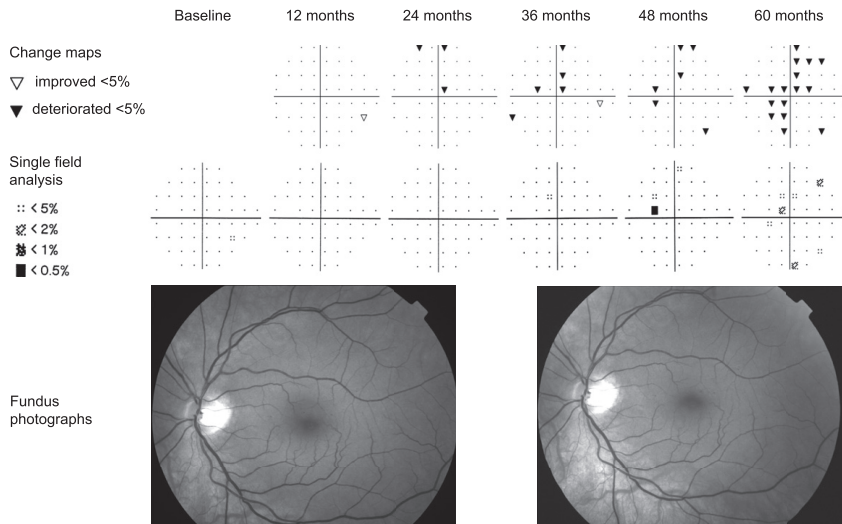 Baseline 12 months 24 months 36 months 48 months 60 months
Change maps
improved <5%
deteriorated <5%
Single field
analysis
< 5%
< 2%
< 1%
< 0.5%
Fundus
photographs